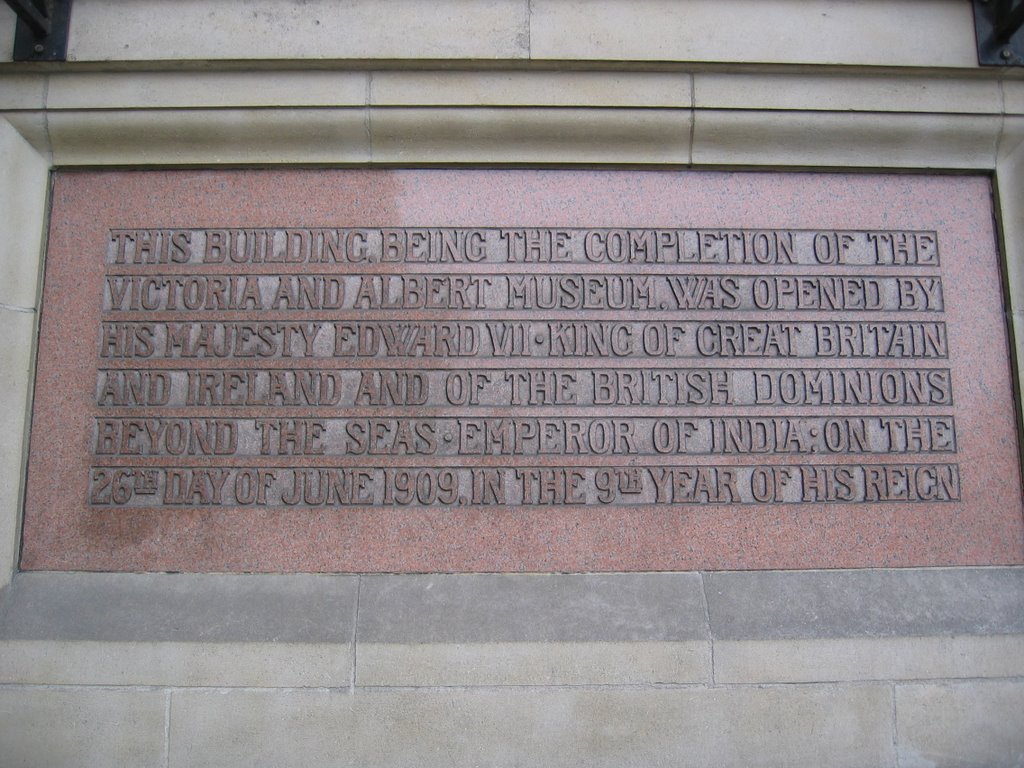 THIS BUILDING, BEING THE COMPLETION OF THE
VICTORIA AND ALBERT MUSEUM, WAS OPENED BY
HIS MAJESTY EDWARD VII · KING OF GREAT BRITAIN
AND IRELAND AND OF THE BRITISH DOMINIONS
BEYOND THE SEAS · EMPEROR OF INDIA: ON THE
26TH DAY OF JUNE 1909, IN THE 9TH YEAR OF HIS REIGN